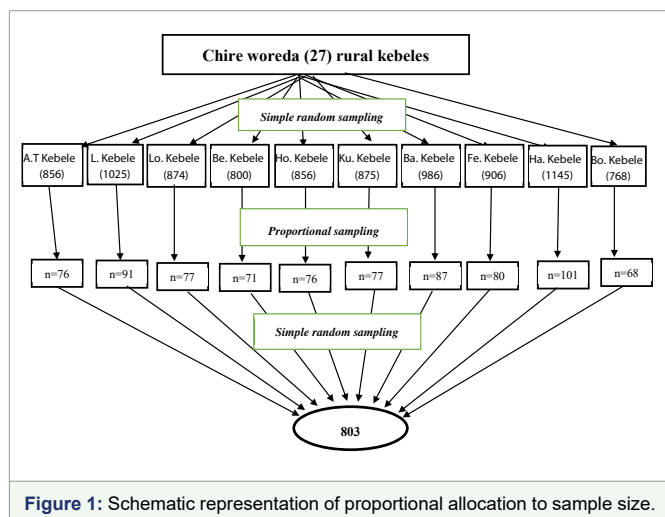 Chire woreda (27) rural kebeles
Simple random sampling
A.T Kebele
(856)
L. Kebele
(1025)
Lo. Kebele
(874)
Be. Kebele
(800)
Ho. Kebele
(856)
Ku. Kebele
(875)
Ba. Kebele
(986)
Fe. Kebele
(906)
Ha. Kebele
(1145)
Bo. Kebele
(768)
Proportional sampling
n=76
n=91
n=77
n=71
n=76
n=77
n=87
n=80
n=101
n=68
Simple random sampling
803
Figure 1: Schematic representation of proportional allocation to sample size.